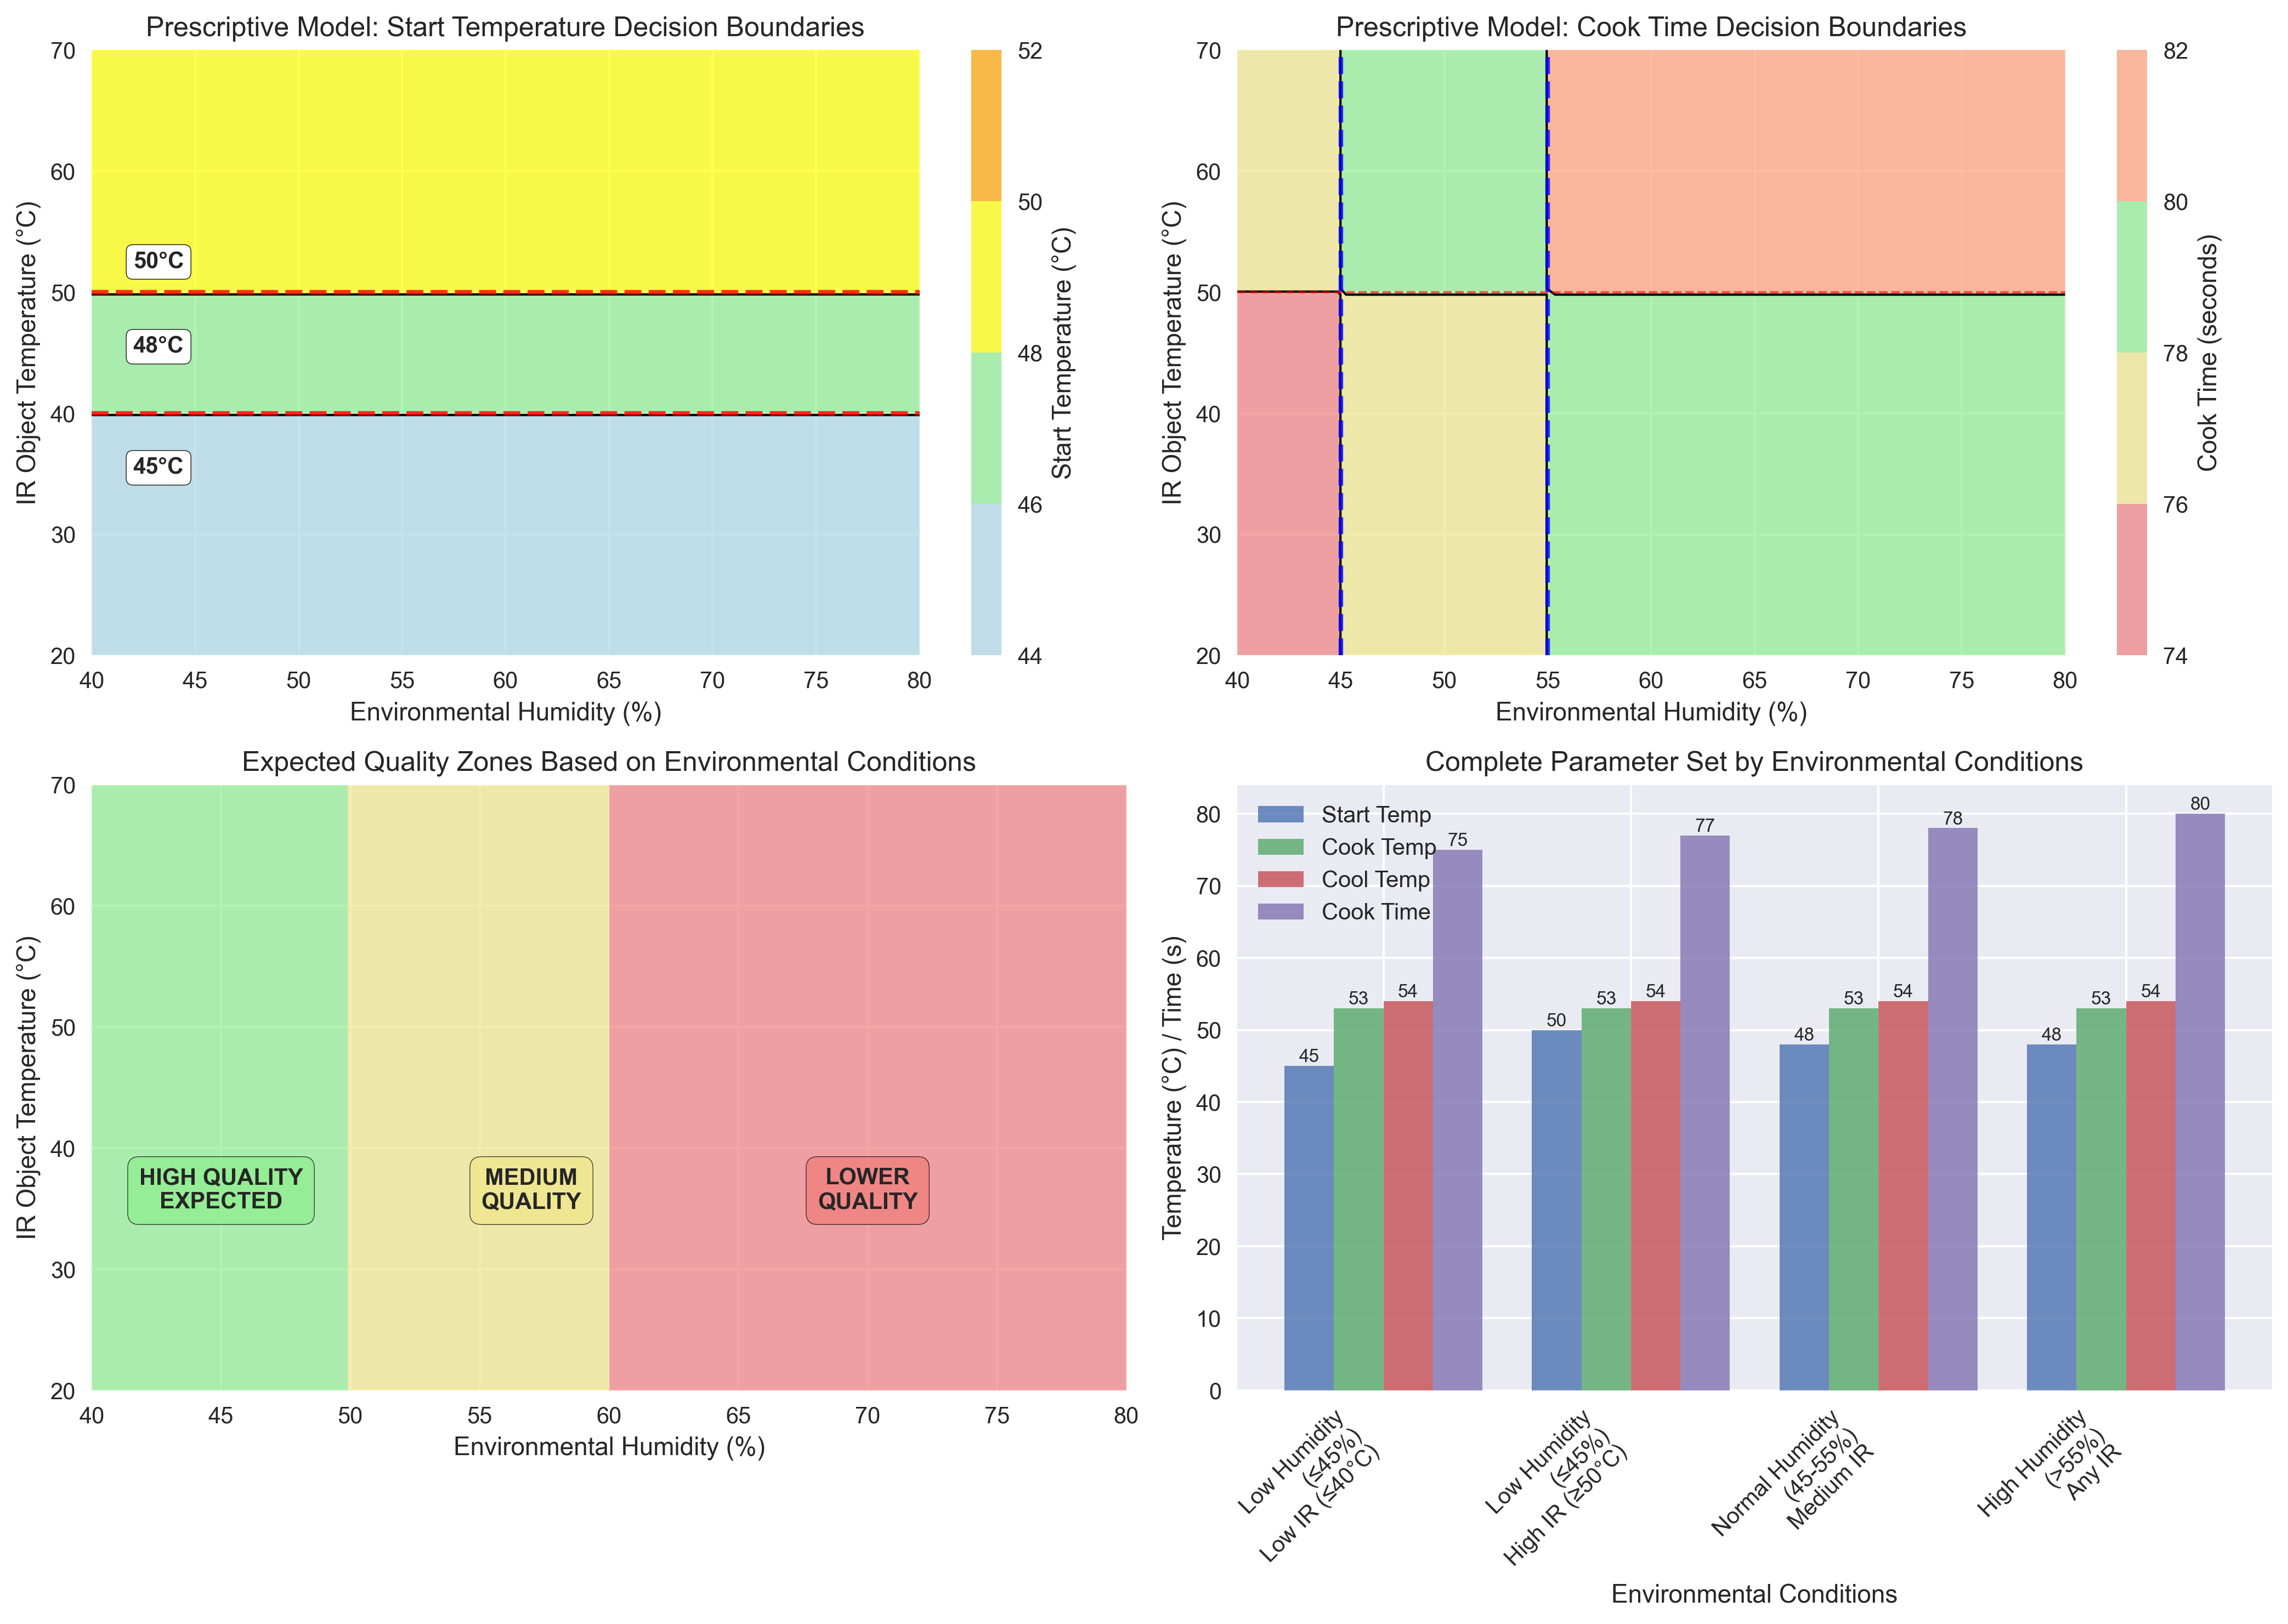 Prescriptive Model: Start Temperature Decision Boundaries
70
60
50
40
30
20
IR Object Temperature (°C)
50°C
48°C
45°C
40 45 50 55 60 65 70 75 80
Environmental Humidity (%)
52
50
48
46
44
Start Temperature (°C)
Prescriptive Model: Cook Time Decision Boundaries
70
60
50
40
30
20
IR Object Temperature (°C)
40 45 50 55 60 65 70 75 80
Environmental Humidity (%)
82
80
78
76
74
Cook Time (seconds)
Expected Quality Zones Based on Environmental Conditions
70
60
50
40
30
20
IR Object Temperature (°C)
HIGH QUALITY
EXPECTED
MEDIUM
QUALITY
LOWER
QUALITY
40 45 50 55 60 65 70 75 80
Environmental Humidity (%)
Complete Parameter Set by Environmental Conditions
80
70
60
50
40
30
20
10
0
Temperature (°C) / Time (s)
Start Temp
Cook Temp
Cool Temp
Cook Time
45 53 54 75
50 53 54 77
48 53 54 78
48 53 54 80
Low Humidity
(≤45%)
Low IR (≤40°C)
Low Humidity
(≤45%)
High IR (≥50°C)
Normal Humidity
(45-55%)
Medium IR
High Humidity
(>55%)
Any IR
Environmental Conditions